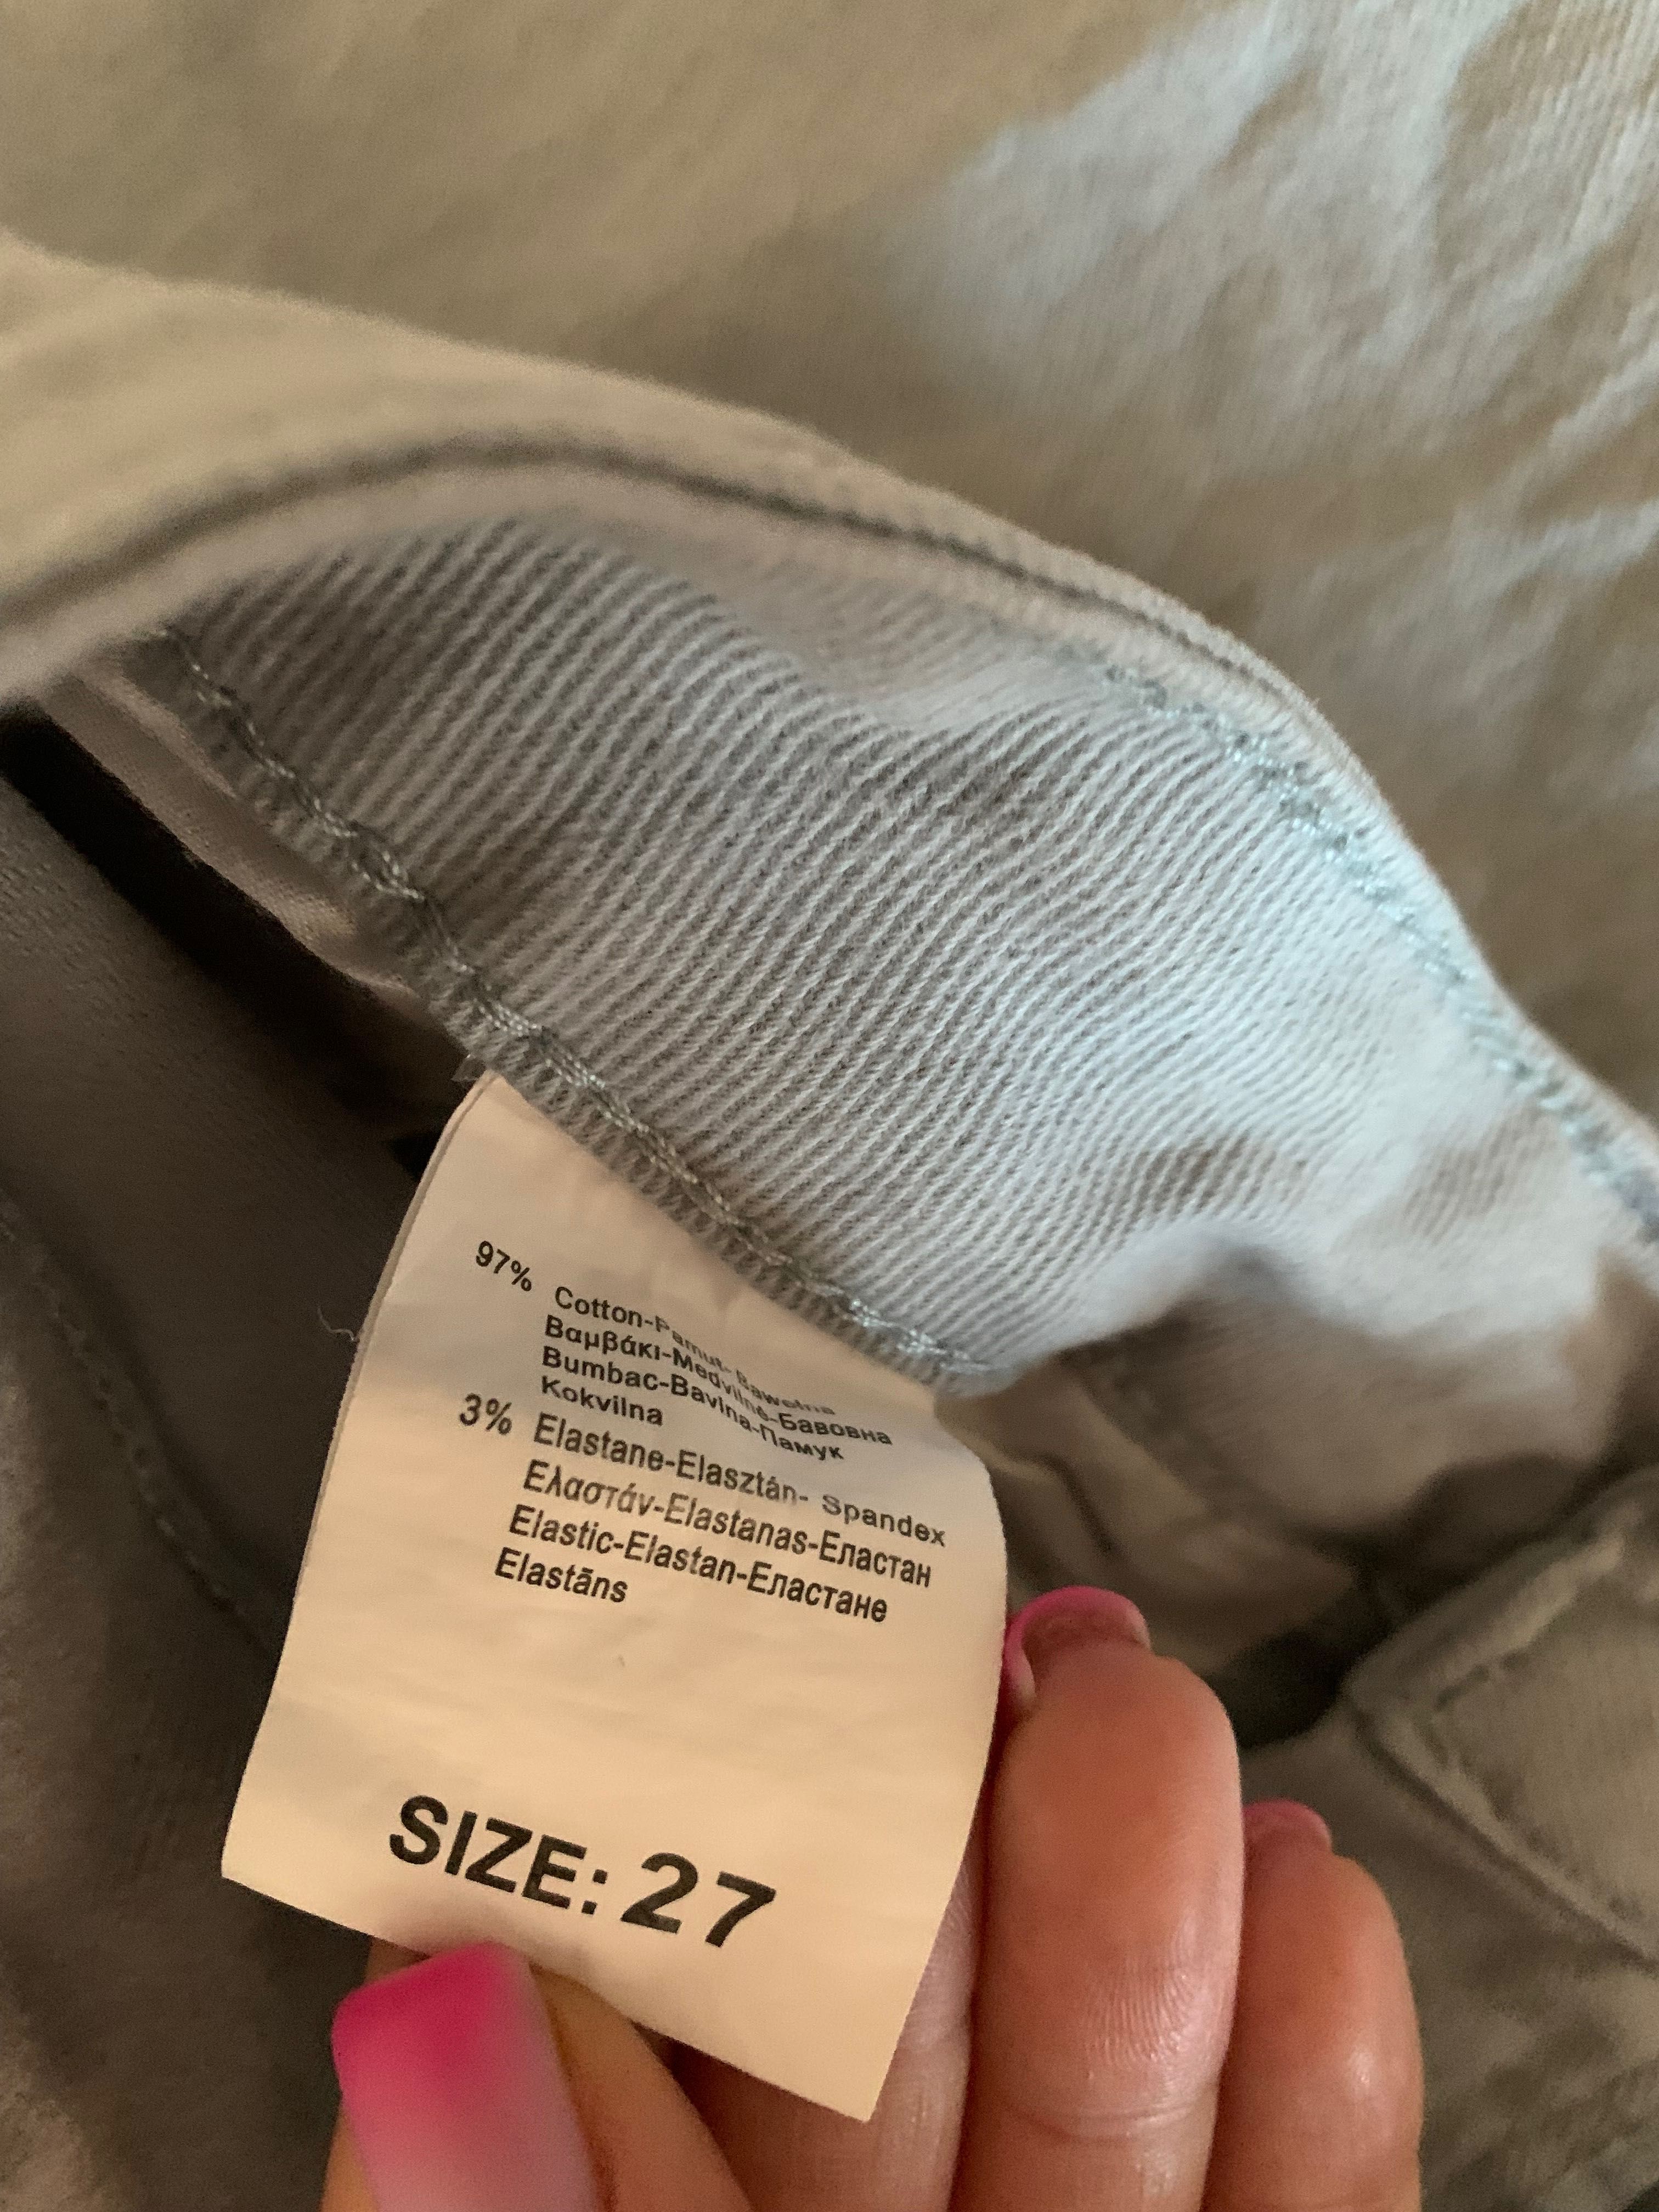 97% Cotton-Pamut-Bawełna
Βαμβάκι-Medvilnė-Бавовна
Bumbac-Bavlna-Памук
Kokvilna
3% Elastane-Elasztán- Spandex
Ελαστάν-Elastanas-Еластан
Elastic-Elastan-Еластане
Elastāns
SIZE: 27